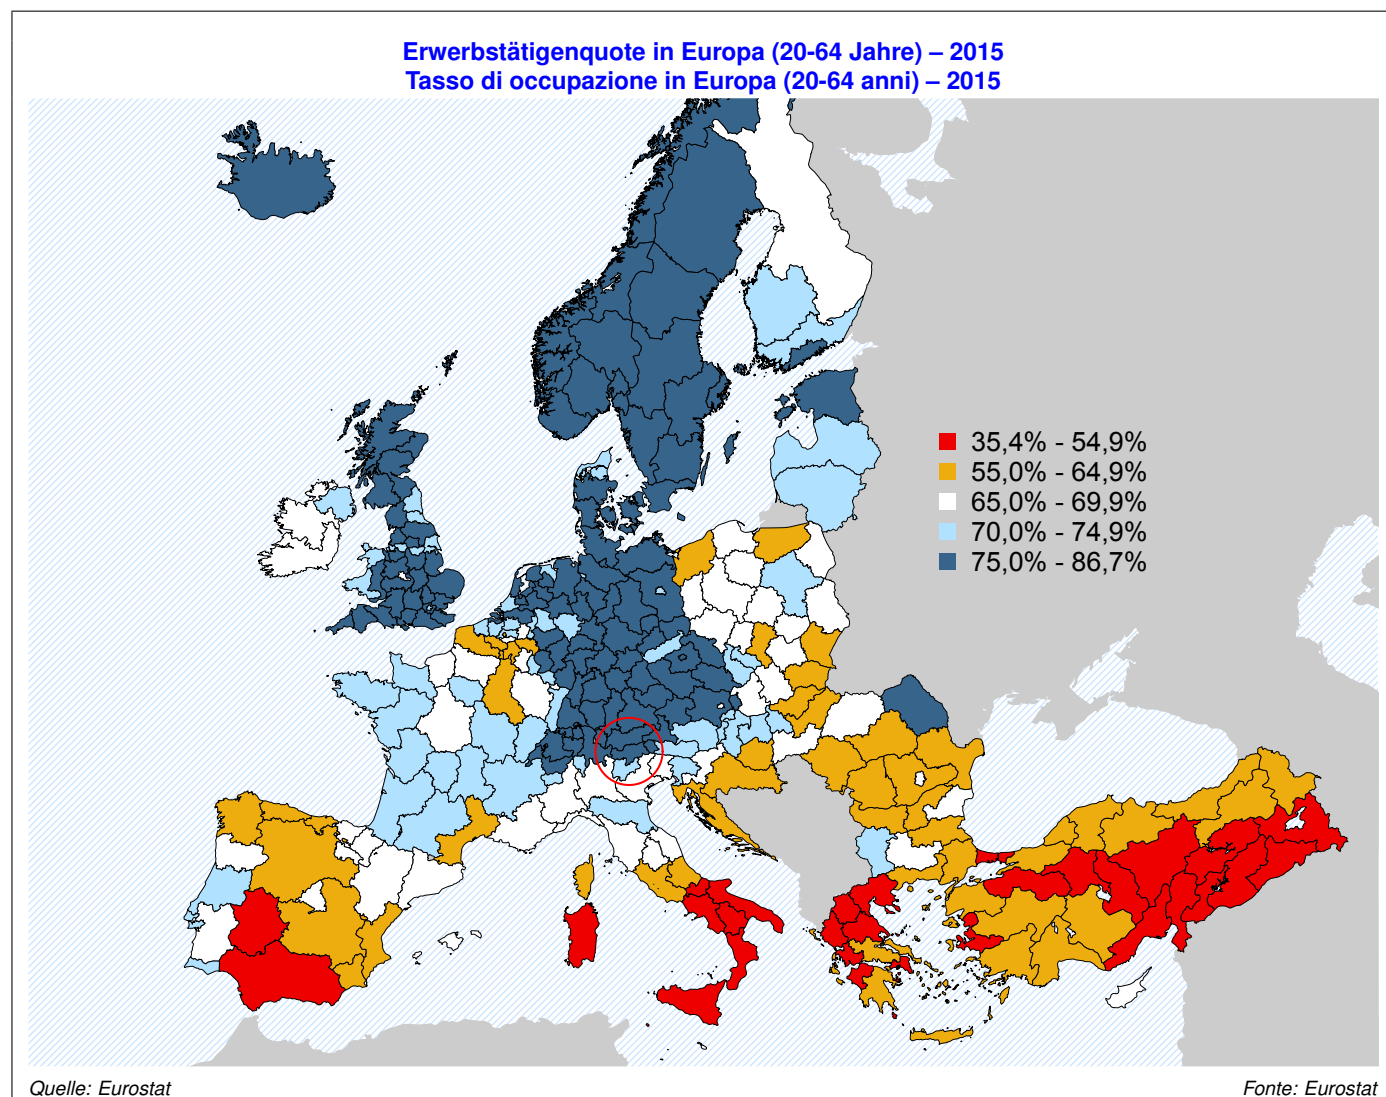 Erwerbstätigenquote in Europa (20-64 Jahre) – 2015
Tasso di occupazione in Europa (20-64 anni) – 2015
35,4% - 54,9%
55,0% - 64,9%
65,0% - 69,9%
70,0% - 74,9%
75,0% - 86,7%
Quelle: Eurostat
Fonte: Eurostat